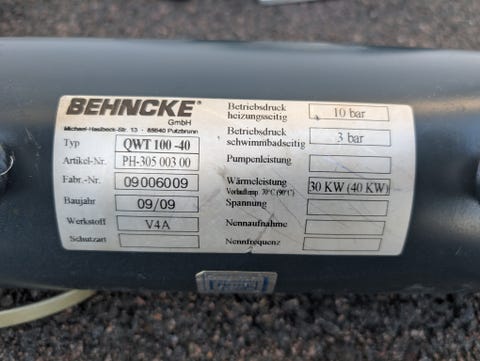 BEHNCKE®
GmbH
Michael-Haslbeck-Str. 13 · 85640 Putzbrunn
Typ QWT 100 -40
Artikel-Nr. PH-305 003 00
Fabr.-Nr. 09006009
Baujahr 09/09
Werkstoff V4A
Schutzart
Betriebsdruck
heizungsseitig 10 bar
Betriebsdruck
schwimmbadseitig 3 bar
Pumpenleistung
Wärmeleistung 30 KW (40 KW)
Vorlauftemp. 70°C (90°C)
Spannung
Nennaufnahme
Nennfrequenz